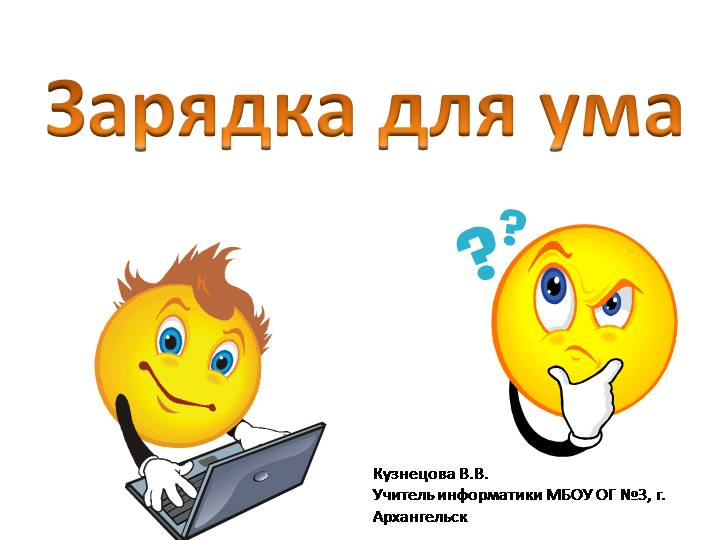 Зарядка для ума
? ?
Кузнецова В.В.
Учитель информатики МБОУ ОГ №3, г.
Архангельск